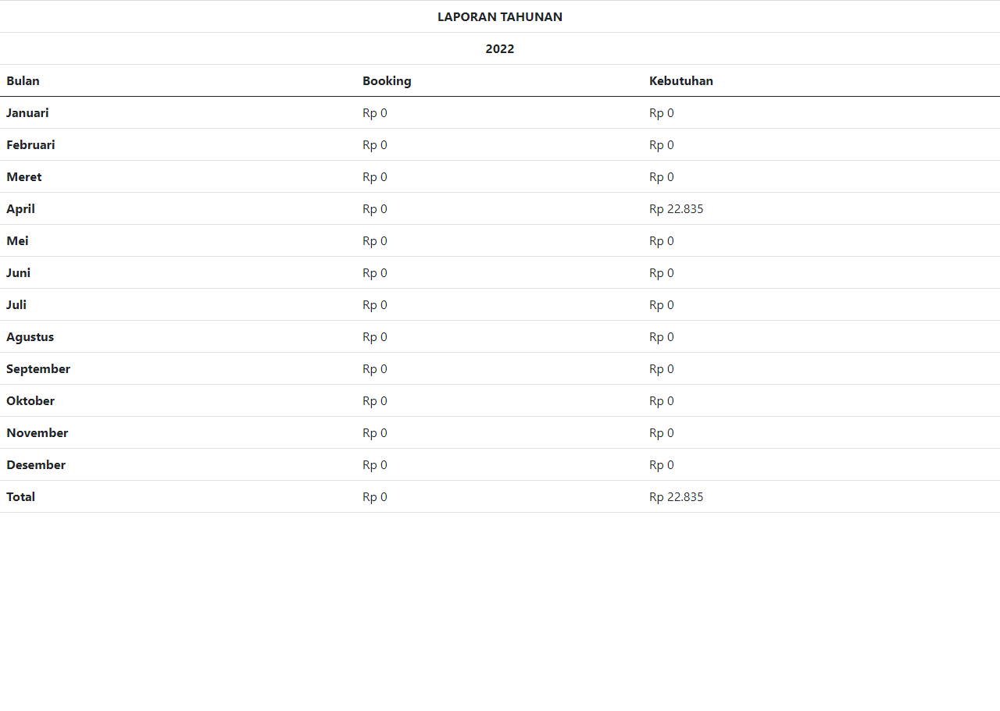 LAPORAN TAHUNAN
2022
Bulan Booking Kebutuhan
Januari Rp 0 Rp 0
Februari Rp 0 Rp 0
Meret Rp 0 Rp 0
April Rp 0 Rp 22.835
Mei Rp 0 Rp 0
Juni Rp 0 Rp 0
Juli Rp 0 Rp 0
Agustus Rp 0 Rp 0
September Rp 0 Rp 0
Oktober Rp 0 Rp 0
November Rp 0 Rp 0
Desember Rp 0 Rp 0
Total Rp 0 Rp 22.835